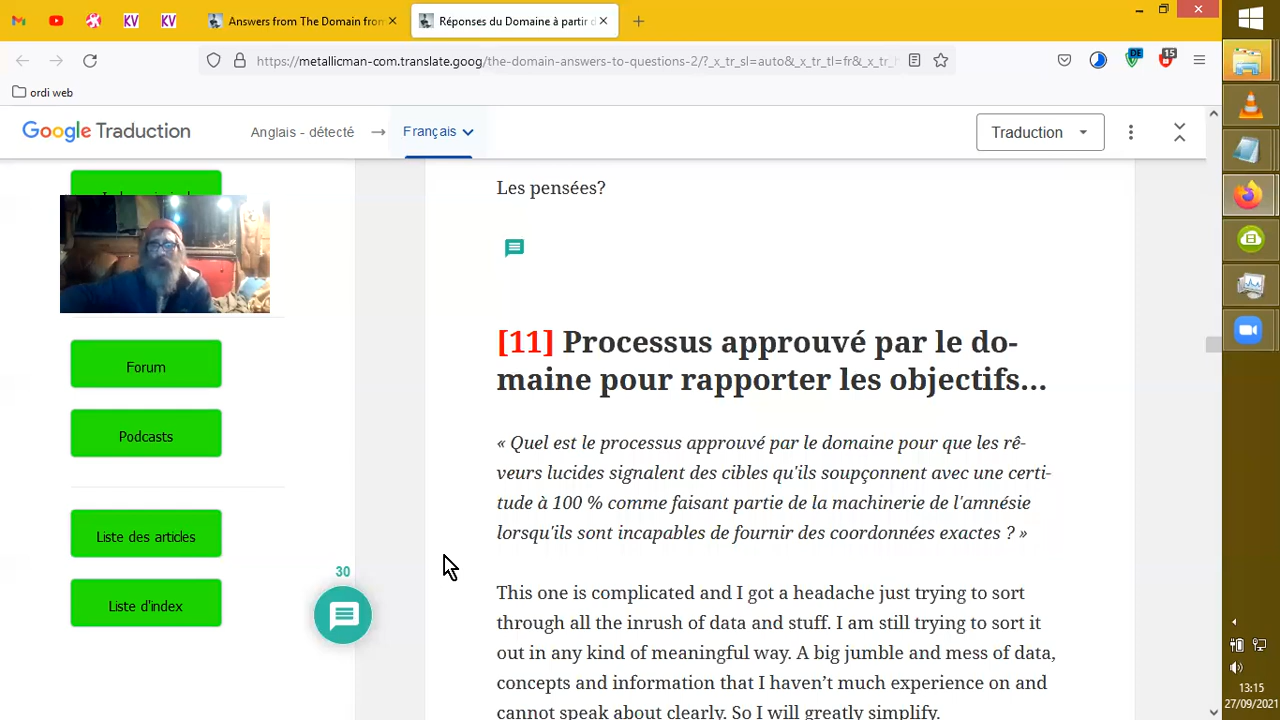 Answers from The Domain fron
Réponses du Domaine à partir d
https://metallicman-com.translate.goog/the-domain-answers-to-questions-2/?_x_tr_sl=auto&_x_tr_tl=fr&_x_tr_h
DE
15
ordi web
Google Traduction
Anglais - détecté
Français
Traduction
Les pensées?
[11] Processus approuvé par le do-
maine pour rapporter les objectifs...
« Quel est le processus approuvé par le domaine pour que les rê-
veurs lucides signalent des cibles qu'ils soupçonnent avec une certi-
tude à 100 % comme faisant partie de la machinerie de l'amnésie
lorsqu'ils sont incapables de fournir des coordonnées exactes ? »
This one is complicated and I got a headache just trying to sort
through all the inrush of data and stuff. I am still trying to sort it
out in any kind of meaningful way. A big jumble and mess of data,
concepts and information that I haven't much experience on and
cannot speak about clearly. So I will greatly simplify.
Forum
Podcasts
Liste des articles
Liste d'index
30
13:15
27/09/2021